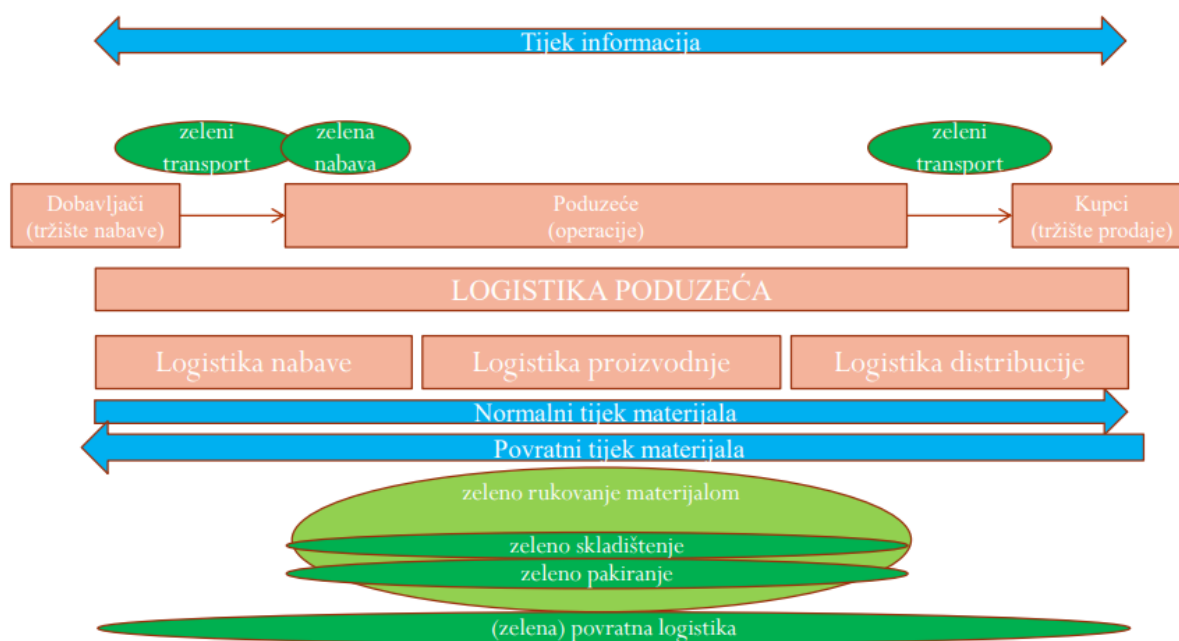 Tijek informacija
zeleni
transport
zelena
nabava
zeleni
transport
Dobavljači
(tržište nabave)
Poduzeće
(operacije)
Kupci
(tržište prodaje)
LOGISTIKA PODUZEĆA
Logistika nabave
Logistika proizvodnje
Logistika distribucije
Normalni tijek materijala
Povratni tijek materijala
zeleno rukovanje materijalom
zeleno skladištenje
zeleno pakiranje
(zelena) povratna logistika